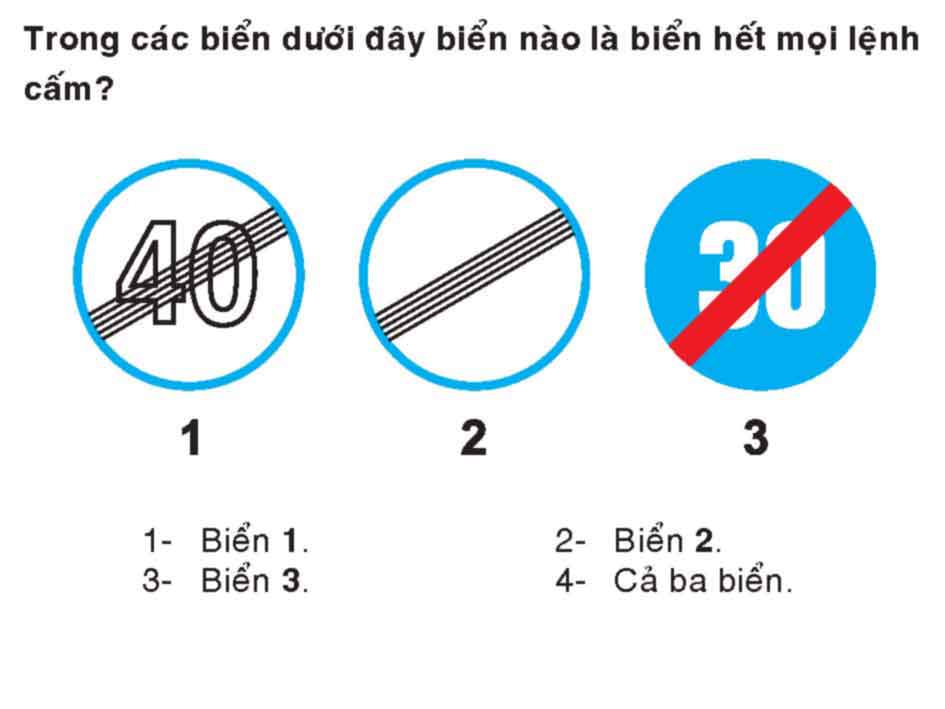 Trong các biển dưới đây biển nào là biển hết mọi lệnh
cấm?
40
30
1
2
3
1- Biển 1.
2- Biển 2.
3- Biển 3.
4- Cả ba biển.